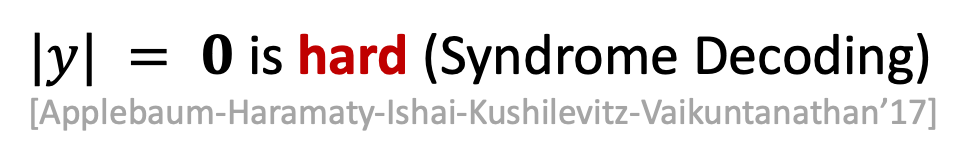 |y| = 0 is hard (Syndrome Decoding)
[Applebaum-Haramaty-Ishai-Kushilevitz-Vaikuntanathan’17]